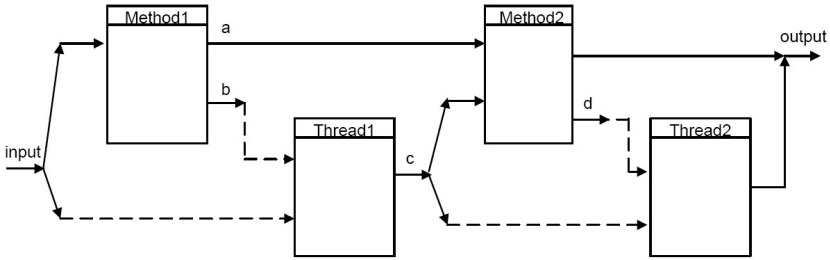 Method1
Method2
a
output
b
d
Thread1
Thread2
input
c